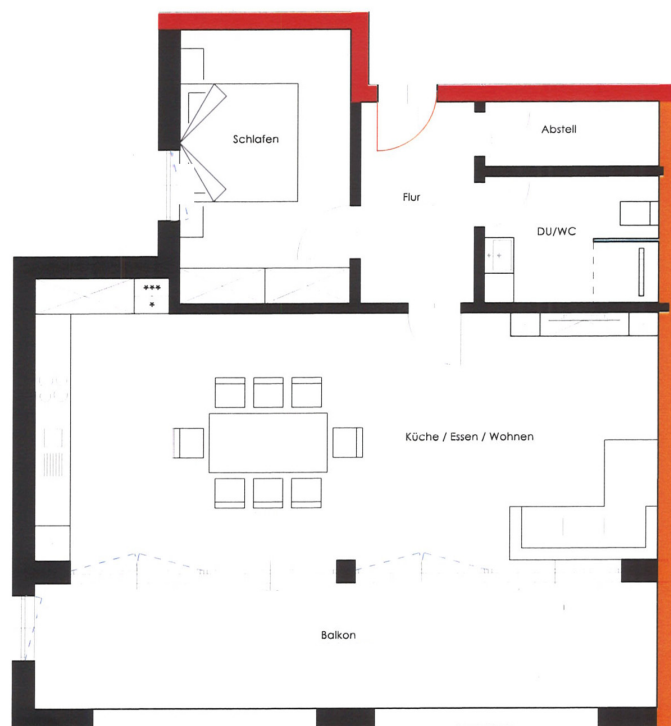 Schlafen
Abstell
Flur
DU/WC
Küche / Essen / Wohnen
Balkon